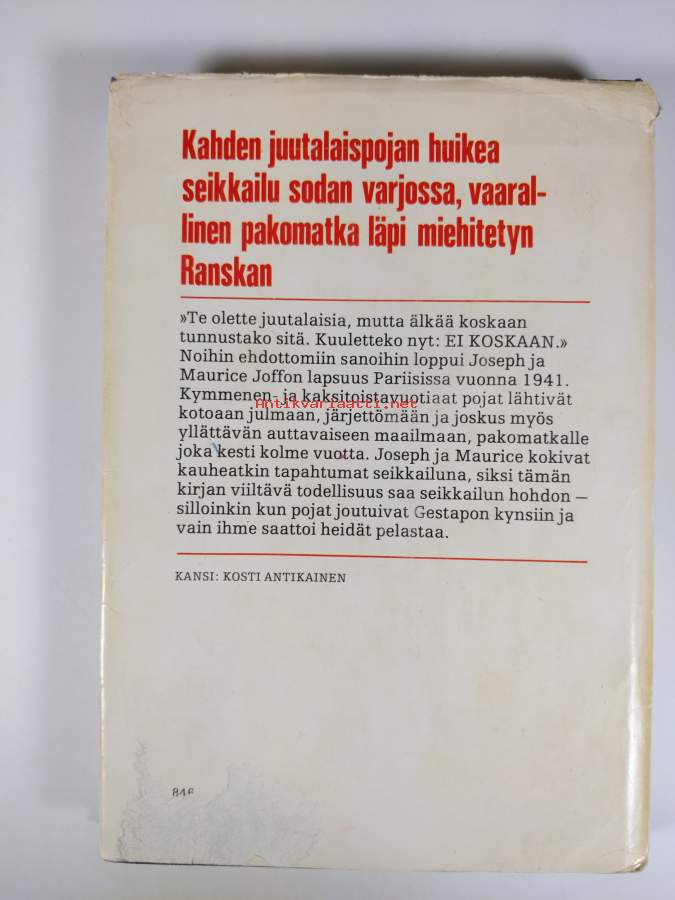 Kahden juutalaispojan huikea
seikkailu sodan varjossa, vaaral-
linen pakomatka läpi miehitetyn
Ranskan
»Te olette juutalaisia, mutta älkää koskaan
tunnustako sitä. Kuuletteko nyt: EI KOSKAAN.»
Noihin ehdottomiin sanoihin loppui Joseph ja
Maurice Joffon lapsuus Pariisissa vuonna 1941.
Kymmenen- ja kaksitoistavuotiaat pojat lähtivät
Antikvariaatti.net
kotoaan julmaan, järjettömään ja joskus myös
yllättävän auttavaiseen maailmaan, pakomatkalle
joka kesti kolme vuotta. Joseph ja Maurice kokivat
kauheatkin tapahtumat seikkailuna, siksi tämän
kirjan viiltävä todellisuus saa seikkailun hohdon —
silloinkin kun pojat joutuivat Gestapon kynsiin ja
vain ihme saattoi heidät pelastaa.
KANSI: KOSTI ANTIKAINEN